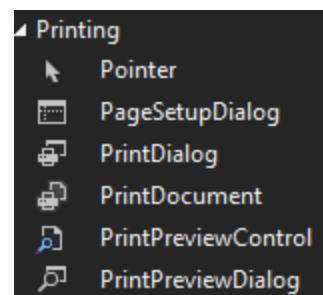 Printing
Pointer
PageSetupDialog
PrintDialog
PrintDocument
PrintPreviewControl
PrintPreviewDialog